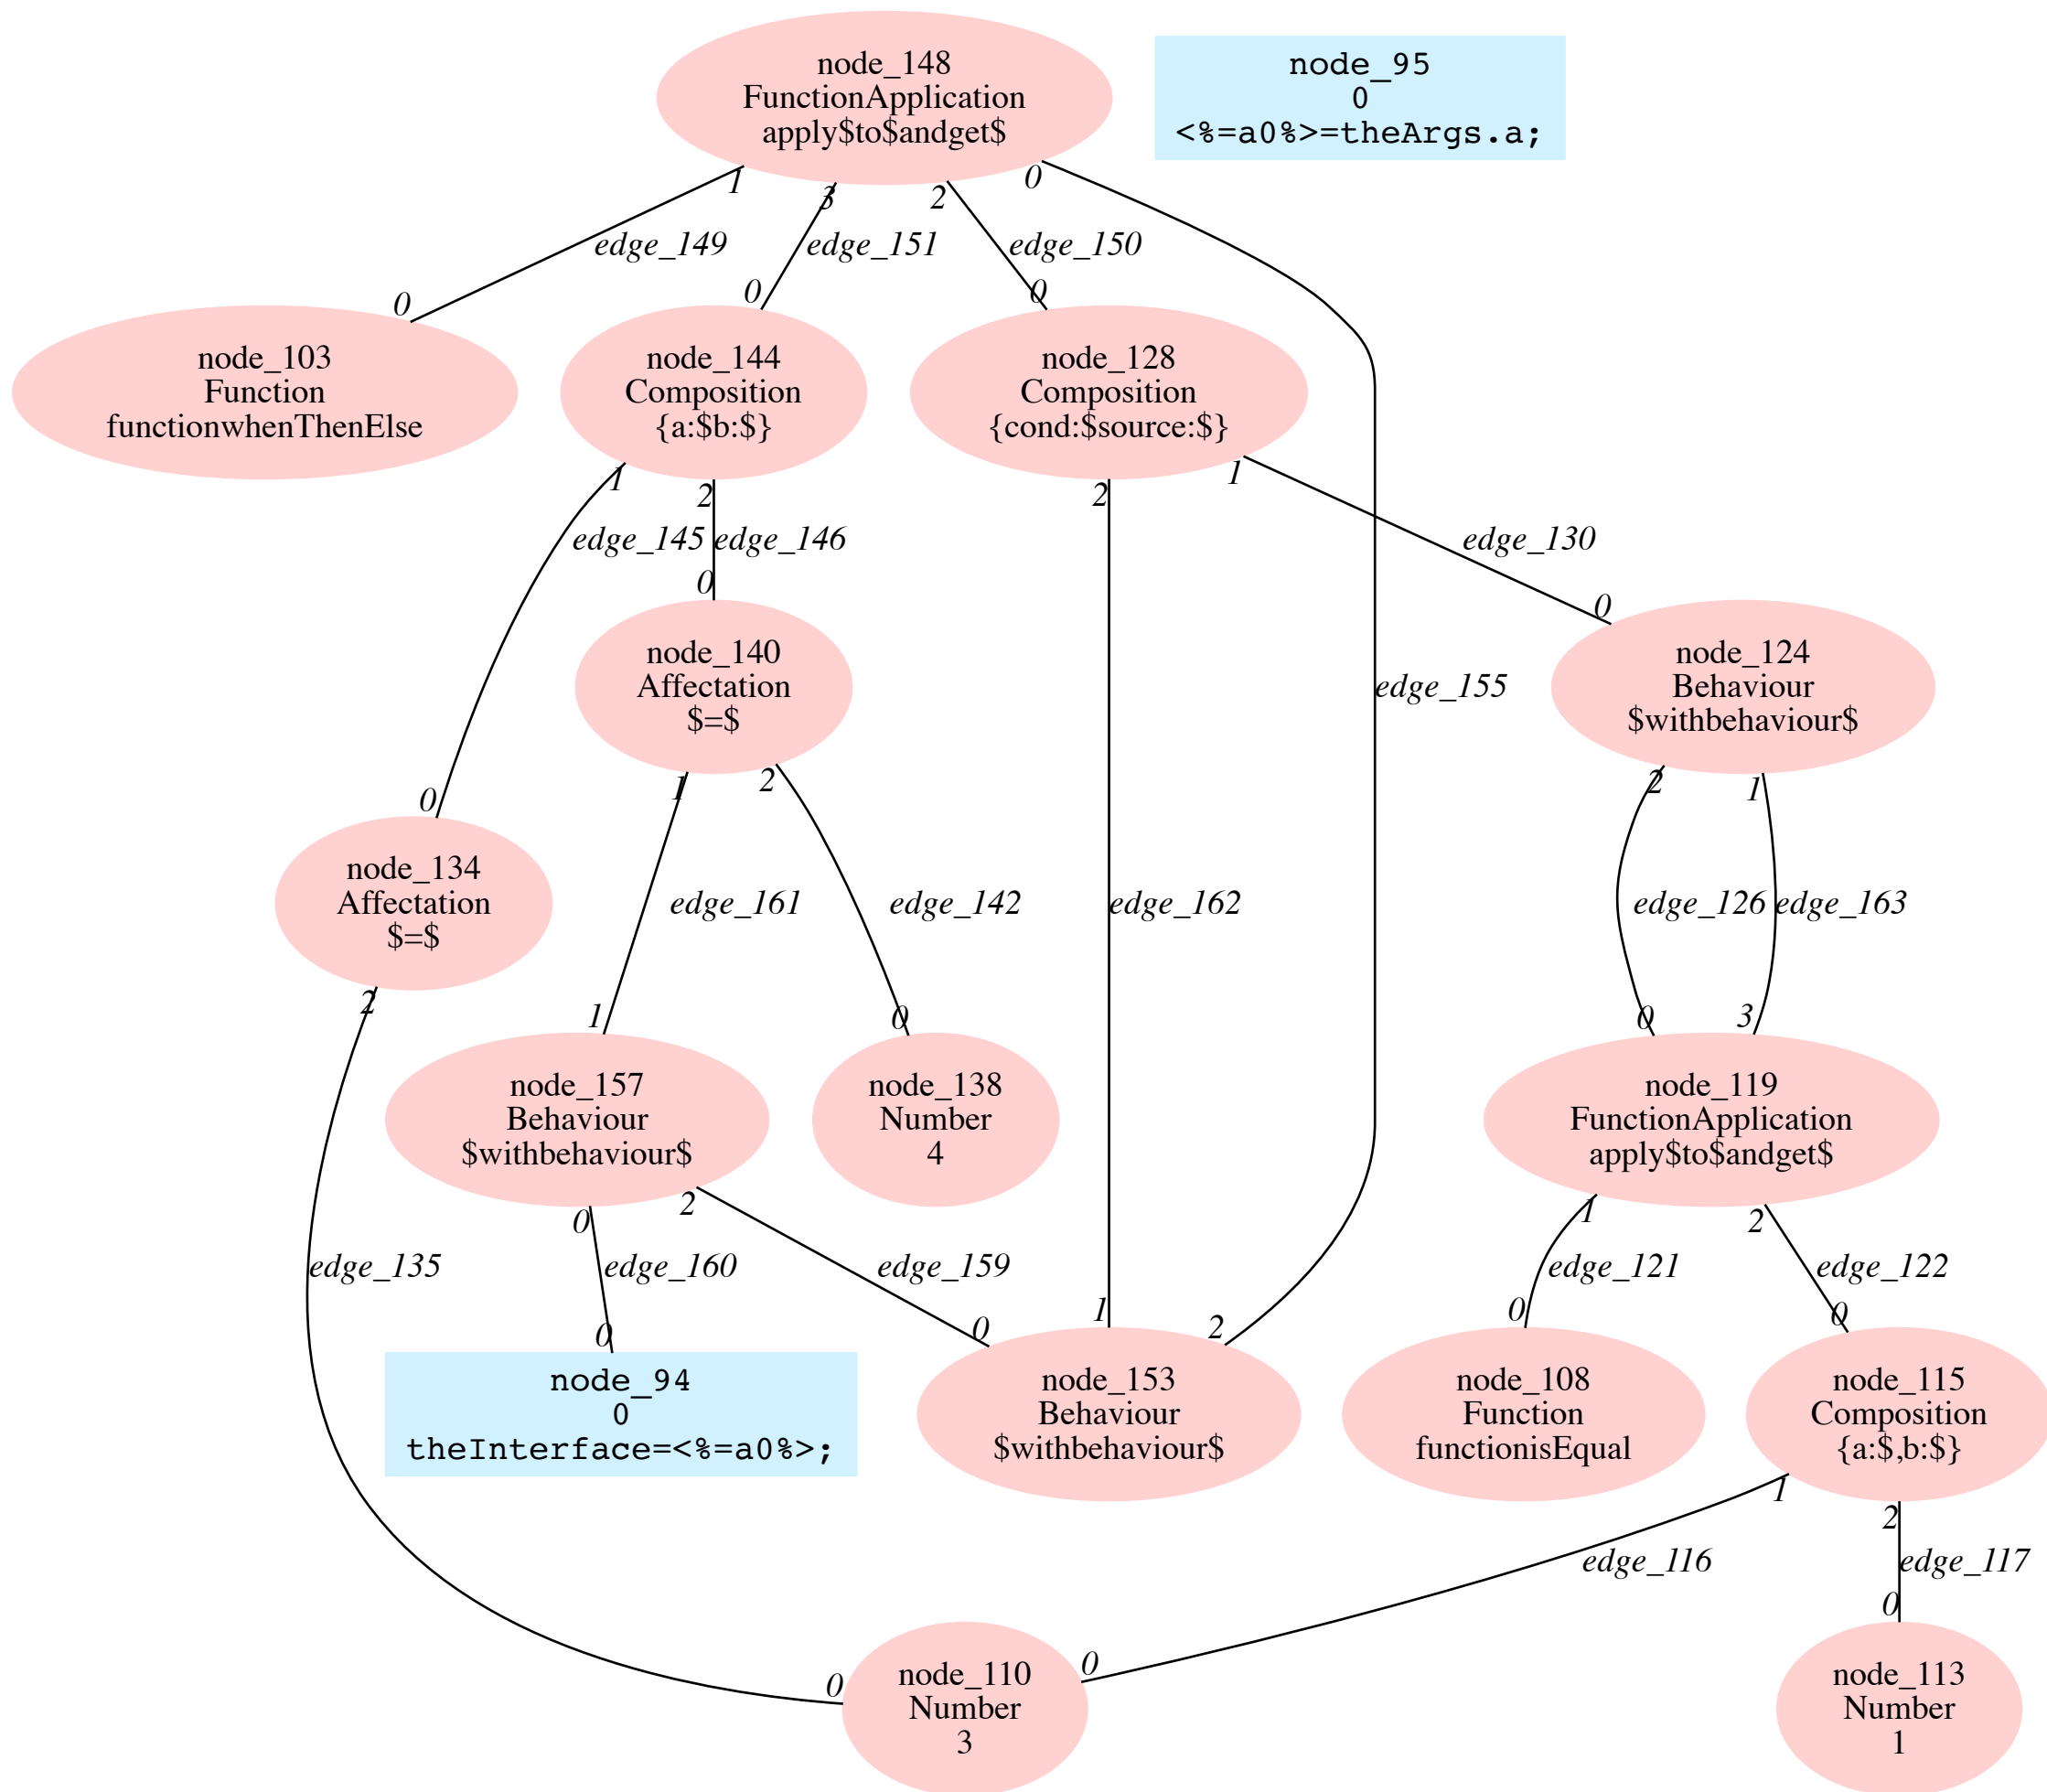 node_148
FunctionApplication
apply$to$andget$
node_95
0
<%=a0%>=theArgs.a;
1
3
2
0
edge_149
edge_151
edge_150
0
0
0
node_103
Function
functionwhenThenElse
node_144
Composition
{a:$b:$}
node_128
Composition
{cond:$source:$}
1
2
2
1
edge_145
edge_146
edge_130
0
0
node_140
Affectation
$=$
edge_155
node_124
Behaviour
$withbehaviour$
1
2
2
1
0
node_134
Affectation
$=$
edge_161
edge_142
edge_162
edge_126
edge_163
2
1
0
0
3
node_157
Behaviour
$withbehaviour$
node_138
Number
4
node_119
FunctionApplication
apply$to$andget$
0
2
1
2
edge_135
edge_160
edge_159
edge_121
edge_122
0
0
1
2
0
0
node_94
0
theInterface=<%=a0%>;
node_153
Behaviour
$withbehaviour$
node_108
Function
functionisEqual
node_115
Composition
{a:$,b:$}
1
2
edge_116
edge_117
0
0
0
node_110
Number
3
node_113
Number
1